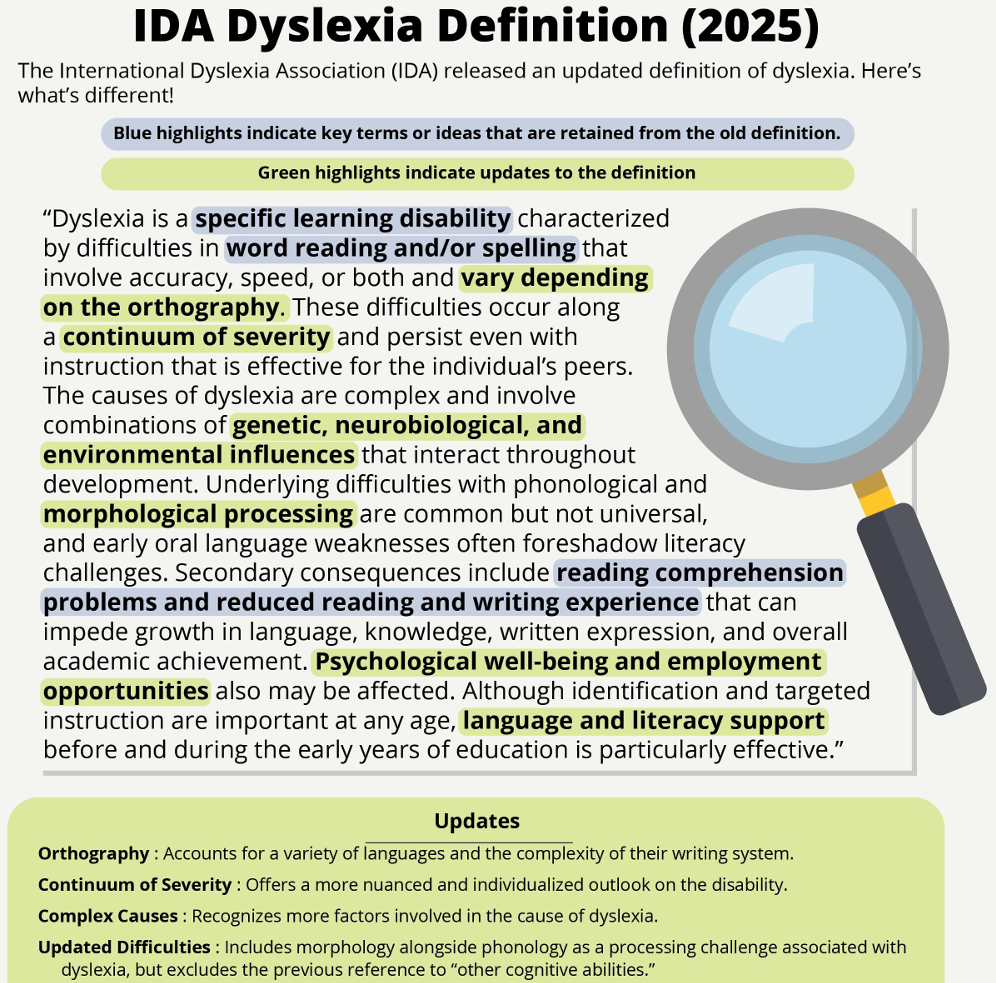 IDA Dyslexia Definition (2025)
The International Dyslexia Association (IDA) released an updated definition of dyslexia. Here’s
what’s different!
Blue highlights indicate key terms or ideas that are retained from the old definition.
Green highlights indicate updates to the definition
“Dyslexia is a specific learning disability characterized
by difficulties in word reading and/or spelling that
involve accuracy, speed, or both and vary depending
on the orthography. These difficulties occur along
a continuum of severity and persist even with
instruction that is effective for the individual’s peers.
The causes of dyslexia are complex and involve
combinations of genetic, neurobiological, and
environmental influences that interact throughout
development. Underlying difficulties with phonological and
morphological processing are common but not universal,
and early oral language weaknesses often foreshadow literacy
challenges. Secondary consequences include reading comprehension
problems and reduced reading and writing experience that can
impede growth in language, knowledge, written expression, and overall
academic achievement. Psychological well-being and employment
opportunities also may be affected. Although identification and targeted
instruction are important at any age, language and literacy support
before and during the early years of education is particularly effective.”
Updates
Orthography : Accounts for a variety of languages and the complexity of their writing system.
Continuum of Severity : Offers a more nuanced and individualized outlook on the disability.
Complex Causes : Recognizes more factors involved in the cause of dyslexia.
Updated Difficulties : Includes morphology alongside phonology as a processing challenge associated with
dyslexia, but excludes the previous reference to “other cognitive abilities.”